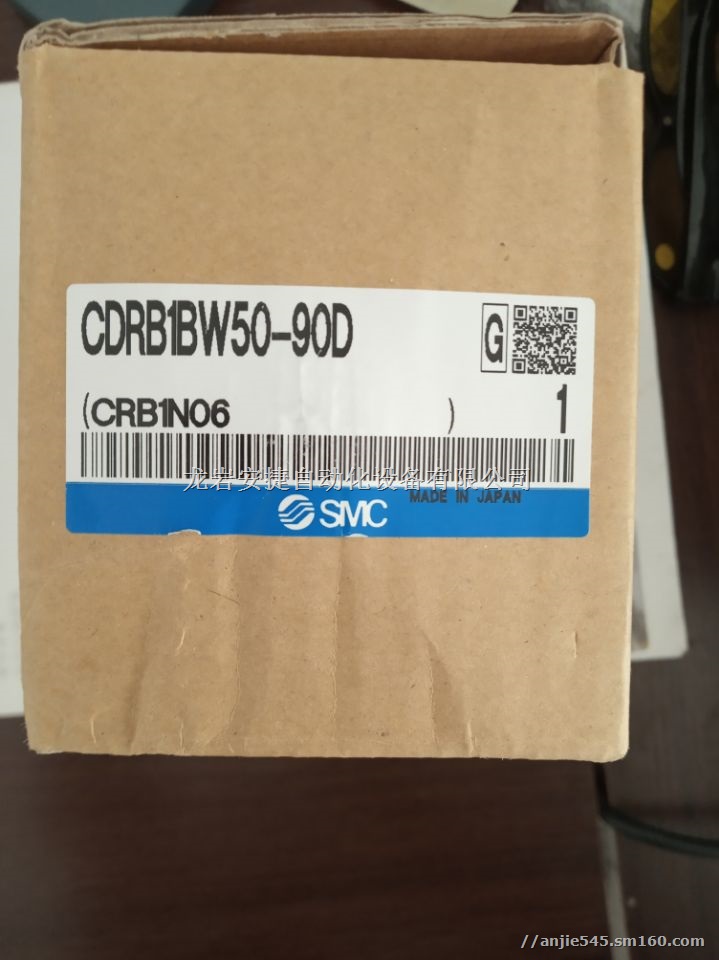 CDRB1BW50-90D
G
(CRB1N06 )
1
龙岩安捷自动化设备有限公司
MADE IN JAPAN
SMC
//anjie545.sm160.com